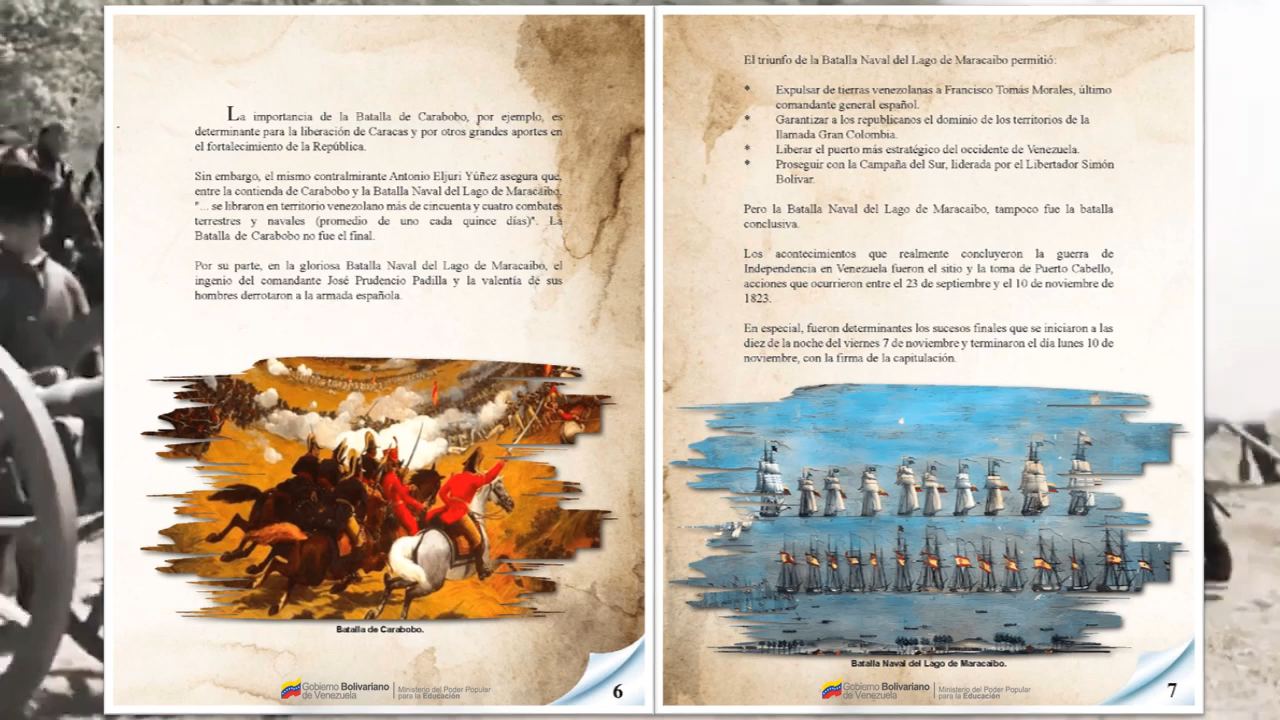 La importancia de la Batalla de Carabobo, por ejemplo, es
determinante para la liberación de Caracas y por otros grandes aportes en
el fortalecimiento de la República.
Sin embargo, el mismo contralmirante Antonio Eljuri Yúñez asegura que,
entre la contienda de Carabobo y la Batalla Naval del Lago de Maracaibo,
"... se libraron en territorio venezolano más de cincuenta y cuatro combates
terrestres y navales (promedio de uno cada quince días)". La
Batalla de Carabobo no fue el final.
Por su parte, en la gloriosa Batalla Naval del Lago de Maracaibo, el
ingenio del comandante José Prudencio Padilla y la valentía de sus
hombres derrotaron a la armada española.
Batalla de Carabobo.
Gobierno Bolivariano
de Venezuela
Ministerio del Poder Popular
para la Educación
6
El triunfo de la Batalla Naval del Lago de Maracaibo permitió:
* Expulsar de tierras venezolanas a Francisco Tomás Morales, último
comandante general español.
* Garantizar a los republicanos el dominio de los territorios de la
llamada Gran Colombia.
* Liberar el puerto más estratégico del occidente de Venezuela.
* Proseguir con la Campaña del Sur, liderada por el Libertador Simón
Bolívar.
Pero la Batalla Naval del Lago de Maracaibo, tampoco fue la batalla
conclusiva.
Los acontecimientos que realmente concluyeron la guerra de
Independencia en Venezuela fueron el sitio y la toma de Puerto Cabello,
acciones que ocurrieron entre el 23 de septiembre y el 10 de noviembre de
1823.
En especial, fueron determinantes los sucesos finales que se iniciaron a las
diez de la noche del viernes 7 de noviembre y terminaron el día lunes 10 de
noviembre, con la firma de la capitulación.
Batalla Naval del Lago de Maracaibo.
Gobierno Bolivariano
de Venezuela
Ministerio del Poder Popular
para la Educación
7